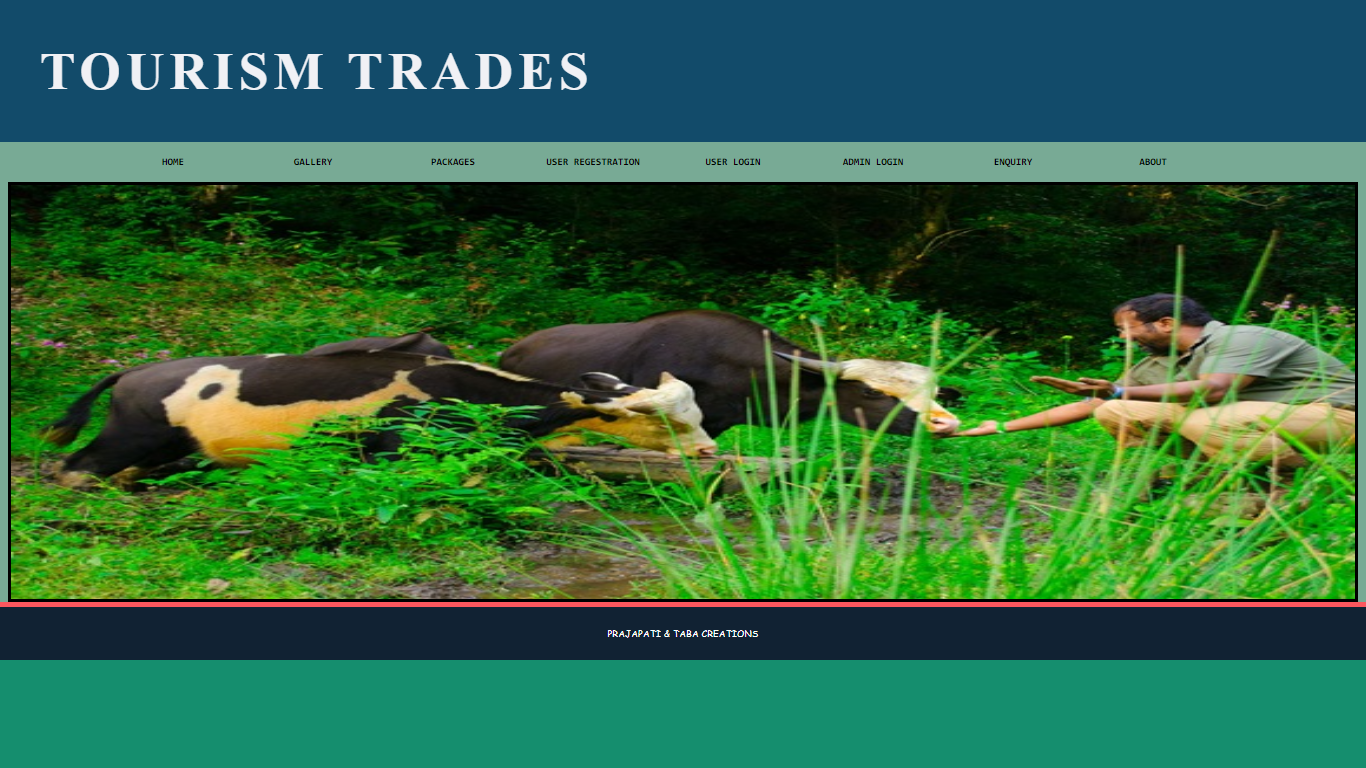 TOURISM TRADES
HOME GALLERY PACKAGES USER REGESTRATION USER LOGIN ADMIN LOGIN ENQUIRY ABOUT
PRAJAPATI & TABA CREATIONS